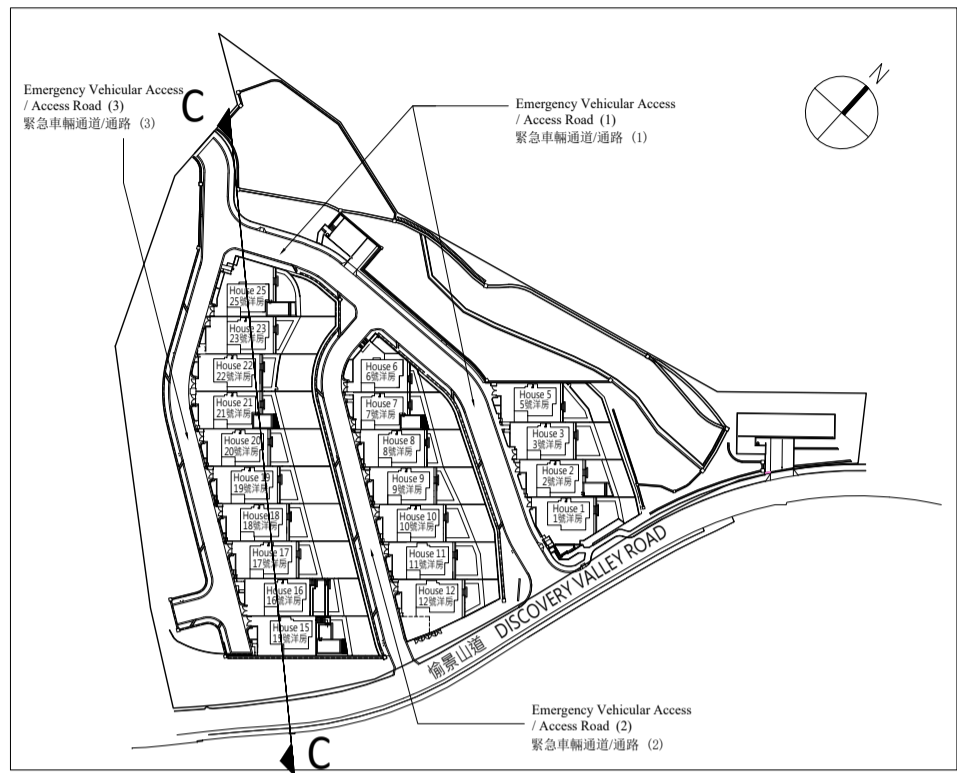 Emergency Vehicular Access
/ Access Road (3)
緊急車輛通道/通路 (3)
C
Emergency Vehicular Access
/ Access Road (1)
緊急車輛通道/通路 (1)
N
House 25
25號洋房
House 23
23號洋房
House 22
22號洋房
House 21
21號洋房
House 20
20號洋房
House 19
19號洋房
House 18
18號洋房
House 17
17號洋房
House 16
16號洋房
House 15
15號洋房
House 6
6號洋房
House 7
7號洋房
House 8
8號洋房
House 9
9號洋房
House 10
10號洋房
House 11
11號洋房
House 12
12號洋房
House 5
5號洋房
House 3
3號洋房
House 2
2號洋房
House 1
1號洋房
愉景山道 DISCOVERY VALLEY ROAD
Emergency Vehicular Access
/ Access Road (2)
緊急車輛通道/通路 (2)
C